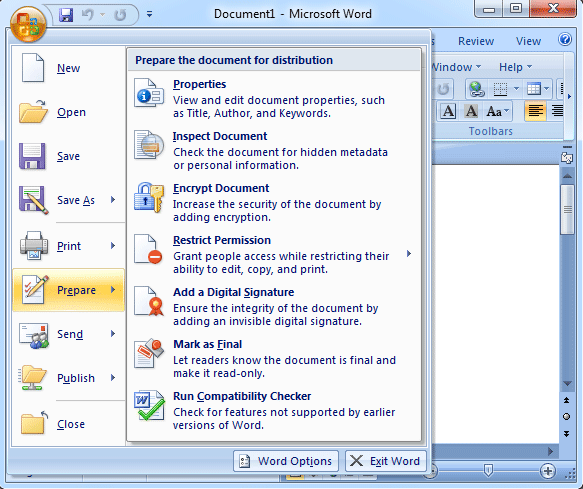 Document1 - Microsoft Word
Review View
Window
A A Aa
Toolbars
New
Open
Save
Save As
Print
Prepare
Send
Publish
Close
Prepare the document for distribution
Properties
View and edit document properties, such
as Title, Author, and Keywords.
Inspect Document
Check the document for hidden metadata
or personal information.
Encrypt Document
Increase the security of the document by
adding encryption.
Restrict Permission
Grant people access while restricting their
ability to edit, copy, and print.
Add a Digital Signature
Ensure the integrity of the document by
adding an invisible digital signature.
Mark as Final
Let readers know the document is final and
make it read-only.
Run Compatibility Checker
Check for features not supported by earlier
versions of Word.
Word Options Exit Word